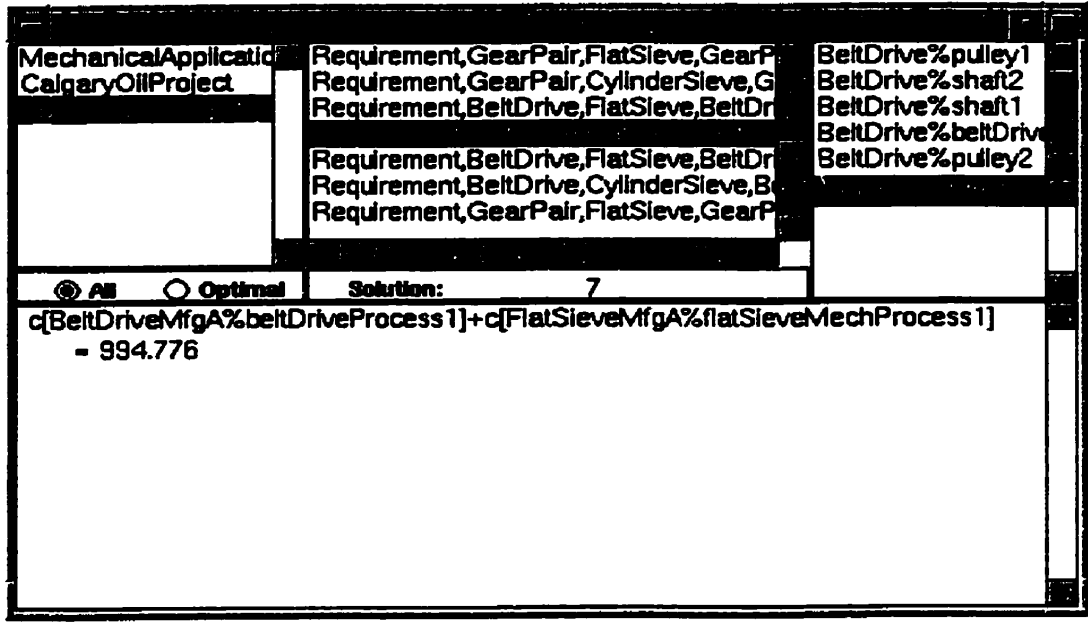 MechanicalApplicatio
CalgaryOilProject
Requirement,GearPair,FlatSieve,GearP
Requirement,GearPair,CylinderSieve,G
Requirement,BeltDrive,FlatSieve,BeltDri
Requirement,BeltDrive,FlatSieve,BeltDr
Requirement,BeltDrive,CylinderSieve,Be
Requirement,GearPair,FlatSieve,GearP
BeltDrive%pulley1
BeltDrive%shaft2
BeltDrive%shaft1
BeltDrive%beltDrive
BeltDrive%pulley2
All Optimal Solution: 7
c[BeltDriveMfgA%beltDriveProcess1]+c[FlatSieveMfgA%flatSieveMechProcess1]
= 994.776